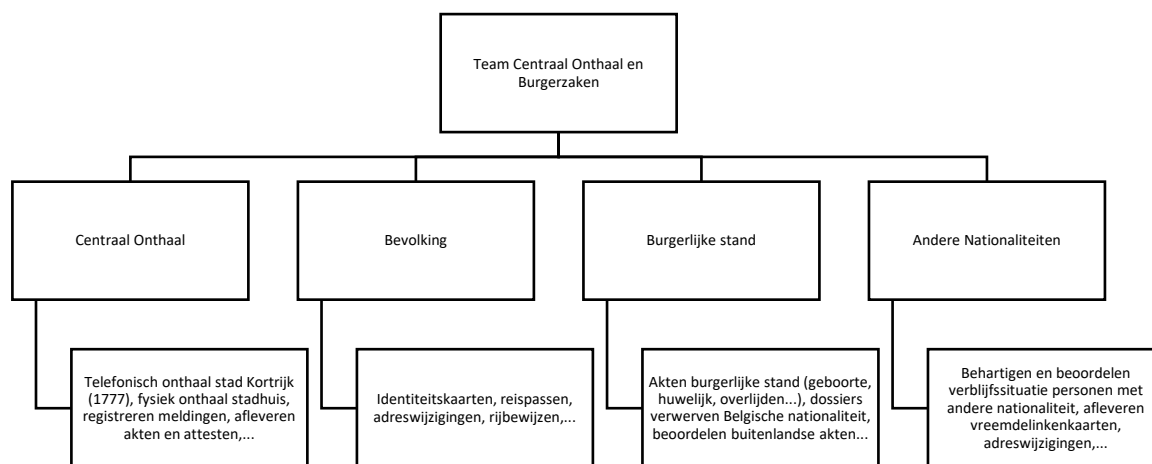 Team Centraal Onthaal en
Burgerzaken
Centraal Onthaal
Bevolking
Burgerlijke stand
Andere Nationaliteiten
Telefonisch onthaal stad Kortrijk
(1777), fysiek onthaal stadhuis,
registreren meldingen, afleveren
akten en attesten,...
Identiteitskaarten, reispassen,
adreswijzigingen, rijbewijzen,...
Akten burgerlijke stand (geboorte,
huwelijk, overlijden...), dossiers
verwerven Belgische nationaliteit,
beoordelen buitenlandse akten...
Behartigen en beoordelen
verblijfssituatie personen met
andere nationaliteit, afleveren
vreemdelinkenkaarten,
adreswijzigingen,...